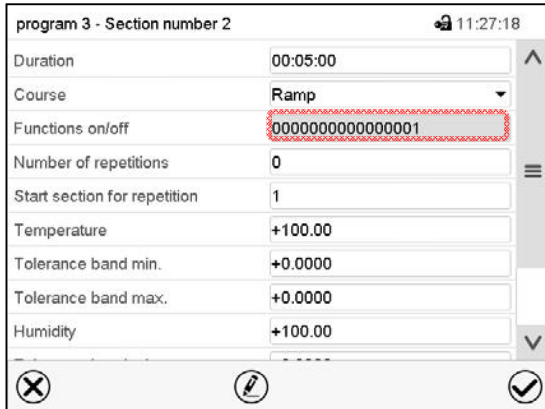 program 3 - Section number 2 11:27:18
Duration 00:05:00
Course Ramp
Functions on/off 0000000000000001
Number of repetitions 0
Start section for repetition 1
Temperature +100.00
Tolerance band min. +0.0000
Tolerance band max. +0.0000
Humidity +100.00